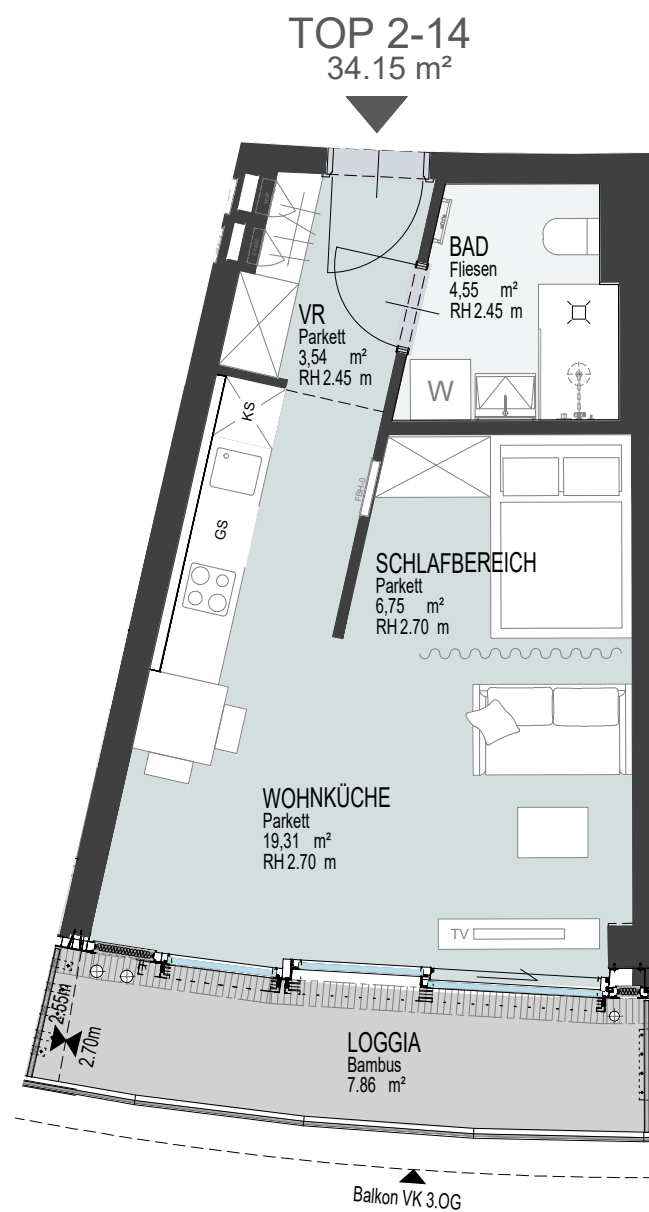 TOP 2-14
34.15 m²
BAD
Fliesen
4,55 m²
RH 2.45 m
VR
Parkett
3,54 m²
RH 2.45 m
W
KS
FBH-0
GS
SCHLAFBEREICH
Parkett
6,75 m²
RH 2.70 m
WOHNKÜCHE
Parkett
19,31 m²
RH 2.70 m
TV
2.55m
2.70m
LOGGIA
Bambus
7.86 m²
Balkon VK 3.OG